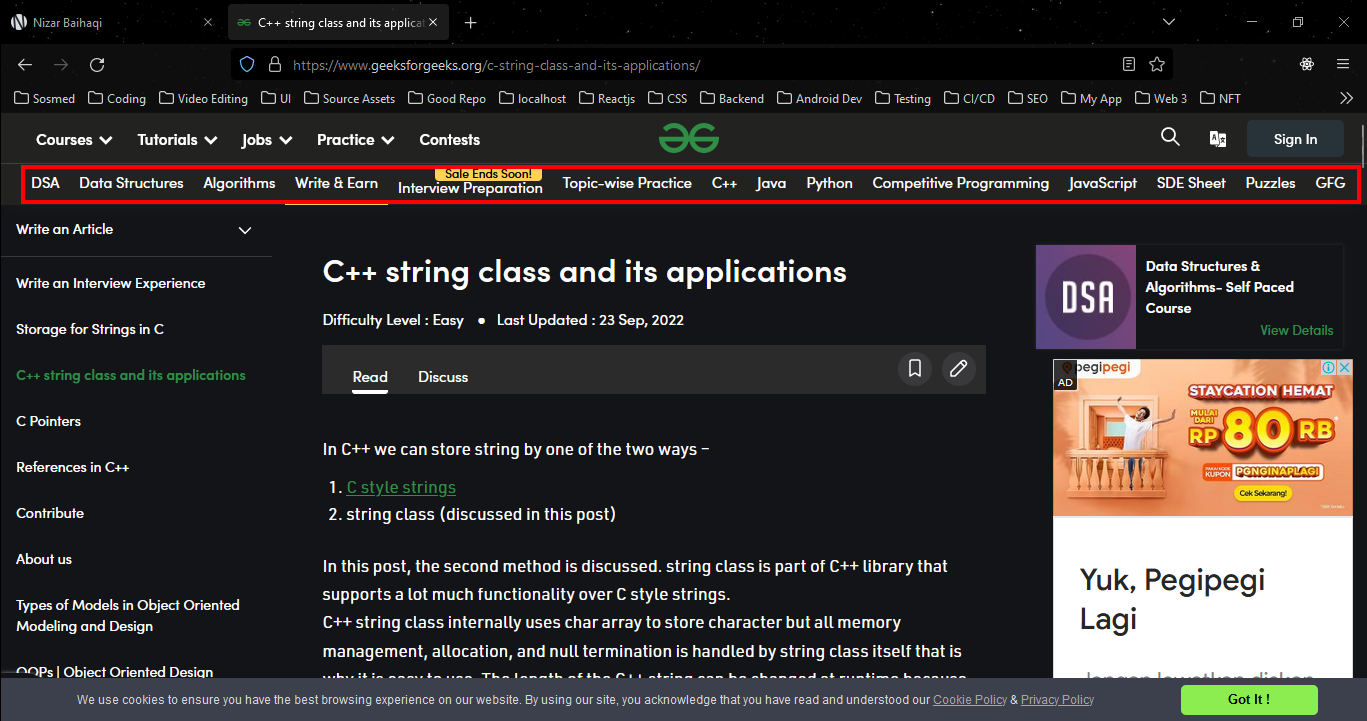 Nizar Baihaqi
C++ string class and its applicat
https://www.geeksforgeeks.org/c-string-class-and-its-applications/
Sosmed Coding Video Editing UI Source Assets Good Repo localhost Reactjs CSS Backend Android Dev Testing CI/CD SEO My App Web 3 NFT
Courses Tutorials Jobs Practice Contests
Sign In
Sale Ends Soon!
DSA Data Structures Algorithms Write & Earn Interview Preparation Topic-wise Practice C++ Java Python Competitive Programming JavaScript SDE Sheet Puzzles GFG
Write an Article
Write an Interview Experience
Storage for Strings in C
C++ string class and its applications
C Pointers
References in C++
Contribute
About us
Types of Models in Object Oriented
Modeling and Design
OOPs | Object Oriented Design
C++ string class and its applications
Difficulty Level : Easy ● Last Updated : 23 Sep, 2022
Read Discuss
In C++ we can store string by one of the two ways –
1. C style strings
2. string class (discussed in this post)
In this post, the second method is discussed. string class is part of C++ library that
supports a lot much functionality over C style strings.
C++ string class internally uses char array to store character but all memory
management, allocation, and null termination is handled by string class itself that is
why it is easy to use. The length of the C++ string can be changed at runtime because
DSA
Data Structures &
Algorithms- Self Paced
Course
View Details
pegipegi
AD
STAYCATION HEMAT
MULAI
DARI
RP 80 RB
PAKAI KODE
KUPON PGNGINAPLAGI
Cek Sekarang!
Yuk, Pegipegi
Lagi
We use cookies to ensure you have the best browsing experience on our website. By using our site, you acknowledge that you have read and understood our Cookie Policy & Privacy Policy
Got It !